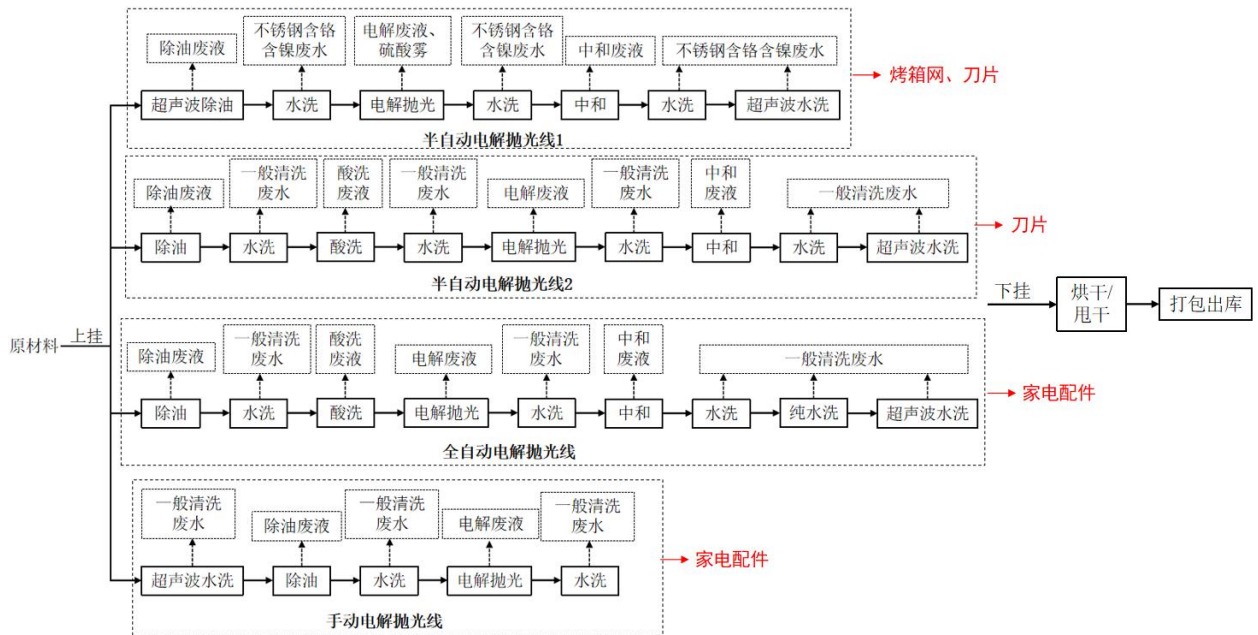 除油废液
不锈钢含铬
含镍废水
电解废液、
硫酸雾
不锈钢含铬
含镍废水
中和废液
不锈钢含铬含镍废水
烤箱网、刀片
超声波除油
水洗
电解抛光
水洗
中和
水洗
超声波水洗
半自动电解抛光线1
除油废液
一般清洗
废水
酸洗
废液
一般清洗
废水
电解废液
一般清洗
废水
中和
废液
一般清洗废水
刀片
除油
水洗
酸洗
水洗
电解抛光
水洗
中和
水洗
超声波水洗
半自动电解抛光线2
下挂
烘干/
甩干
打包出库
原材料
上挂
除油废液
一般清洗
废水
酸洗
废液
电解废液
一般清洗
废水
中和
废液
一般清洗废水
家电配件
除油
水洗
酸洗
电解抛光
水洗
中和
水洗
纯水洗
超声波水洗
全自动电解抛光线
一般清洗
废水
除油废液
一般清洗
废水
电解废液
一般清洗
废水
家电配件
超声波水洗
除油
水洗
电解抛光
水洗
手动电解抛光线